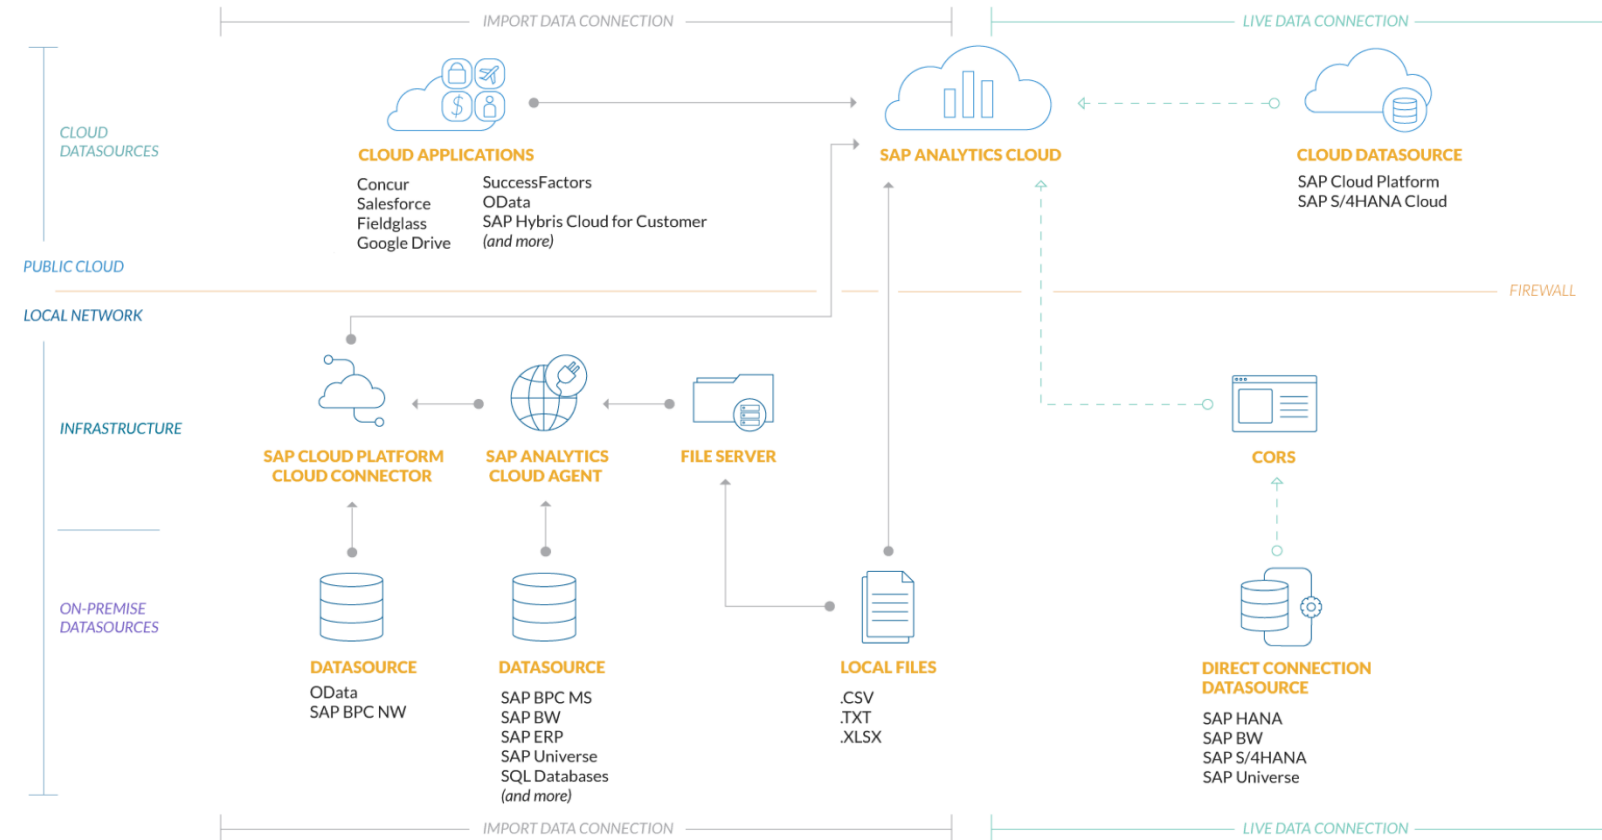 IMPORT DATA CONNECTION
LIVE DATA CONNECTION
CLOUD
DATASOURCES
CLOUD APPLICATIONS
Concur
Salesforce
Fieldglass
Google Drive
SuccessFactors
OData
SAP Hybris Cloud for Customer
(and more)
SAP ANALYTICS CLOUD
CLOUD DATASOURCE
SAP Cloud Platform
SAP S/4HANA Cloud
PUBLIC CLOUD
FIREWALL
LOCAL NETWORK
INFRASTRUCTURE
SAP CLOUD PLATFORM
CLOUD CONNECTOR
SAP ANALYTICS
CLOUD AGENT
FILE SERVER
CORS
ON-PREMISE
DATASOURCES
DATASOURCE
OData
SAP BPC NW
DATASOURCE
SAP BPC MS
SAP BW
SAP ERP
SAP Universe
SQL Databases
(and more)
LOCAL FILES
.CSV
.TXT
.XLSX
DIRECT CONNECTION
DATASOURCE
SAP HANA
SAP BW
SAP S/4HANA
SAP Universe
IMPORT DATA CONNECTION
LIVE DATA CONNECTION